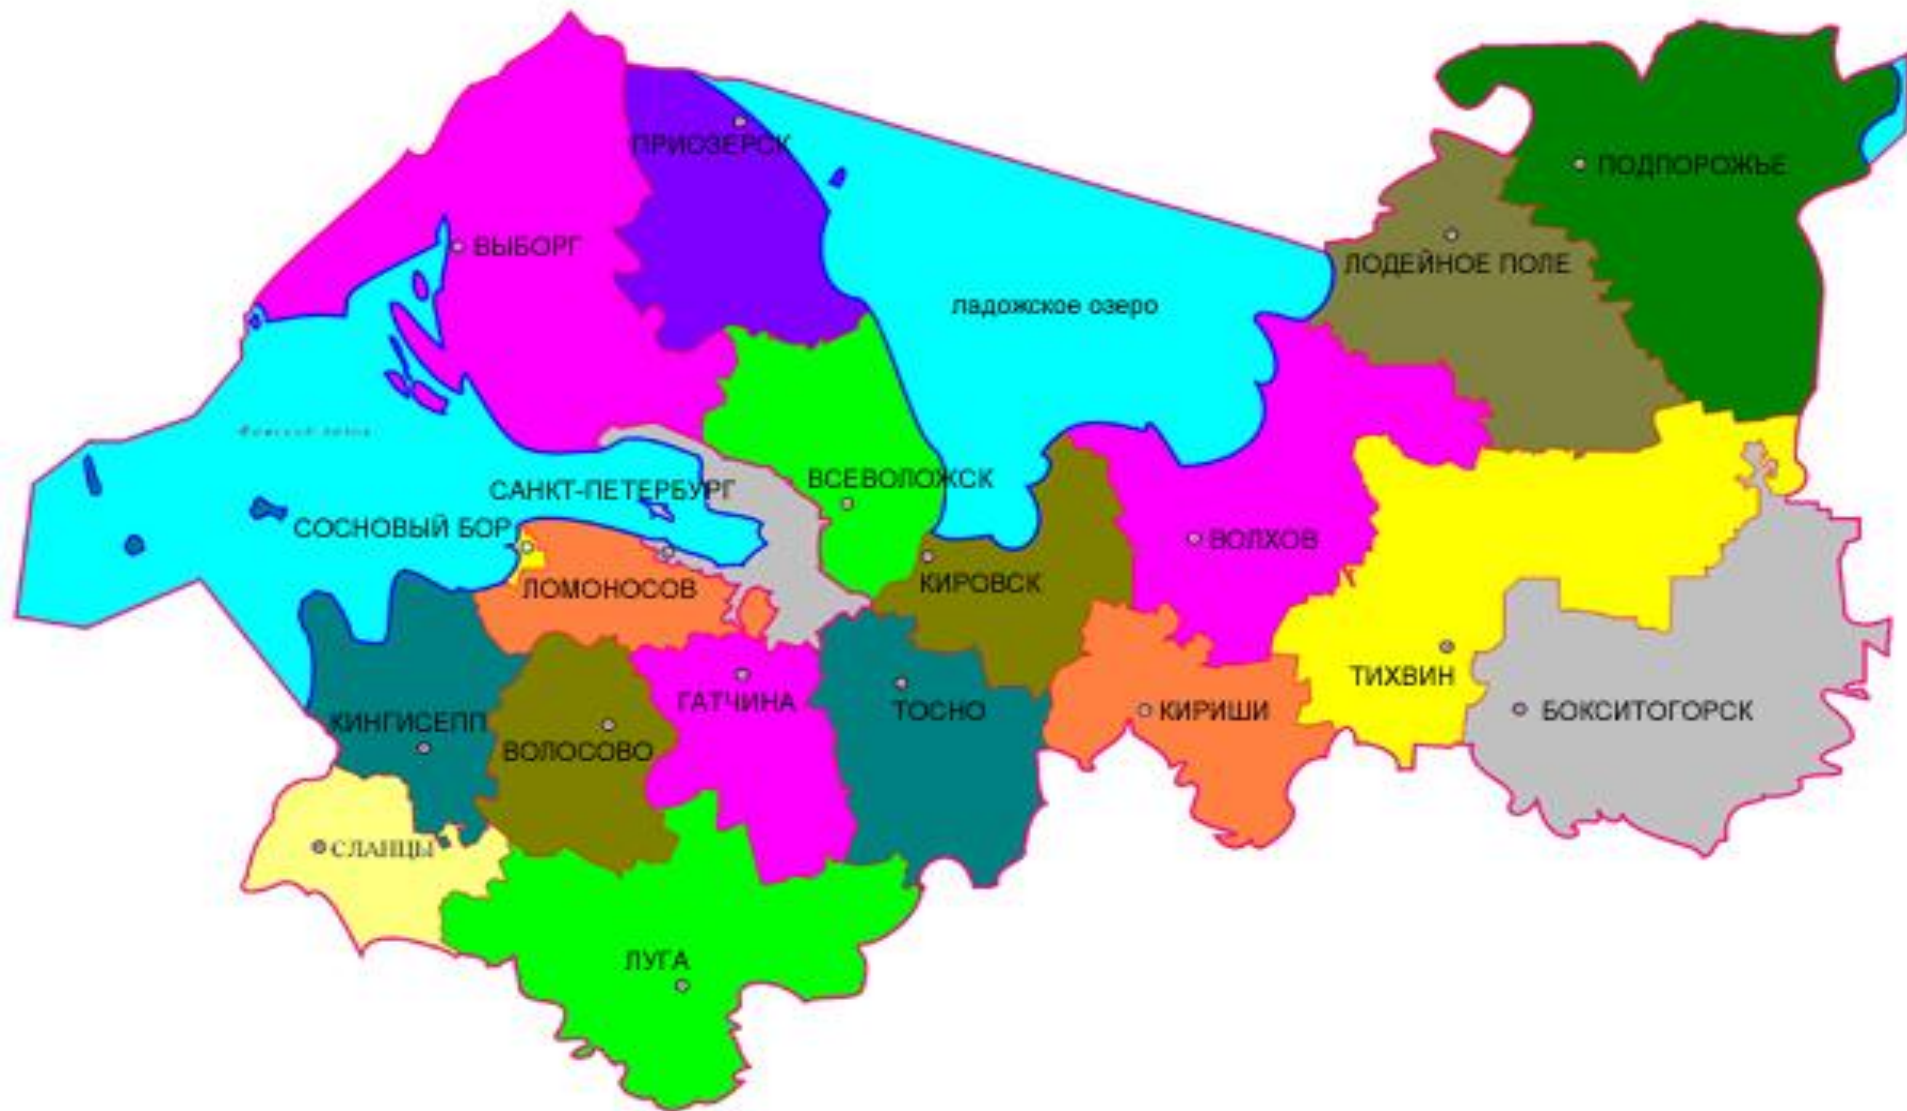 ПРИОЗЕРСК
ПОДПОРОЖЬЕ
ВЫБОРГ
ЛОДЕЙНОЕ ПОЛЕ
ладожское озеро
ВСЕВОЛОЖСК
САНКТ-ПЕТЕРБУРГ
СОСНОВЫЙ БОР
ВОЛХОВ
КИРОВСК
ЛОМОНОСОВ
ТИХВИН
ГАТЧИНА
ТОСНО
КИРИШИ
БОКСИТОГОРСК
КИНГИСЕПП
ВОЛОСОВО
СЛАНЦЫ
ЛУГА